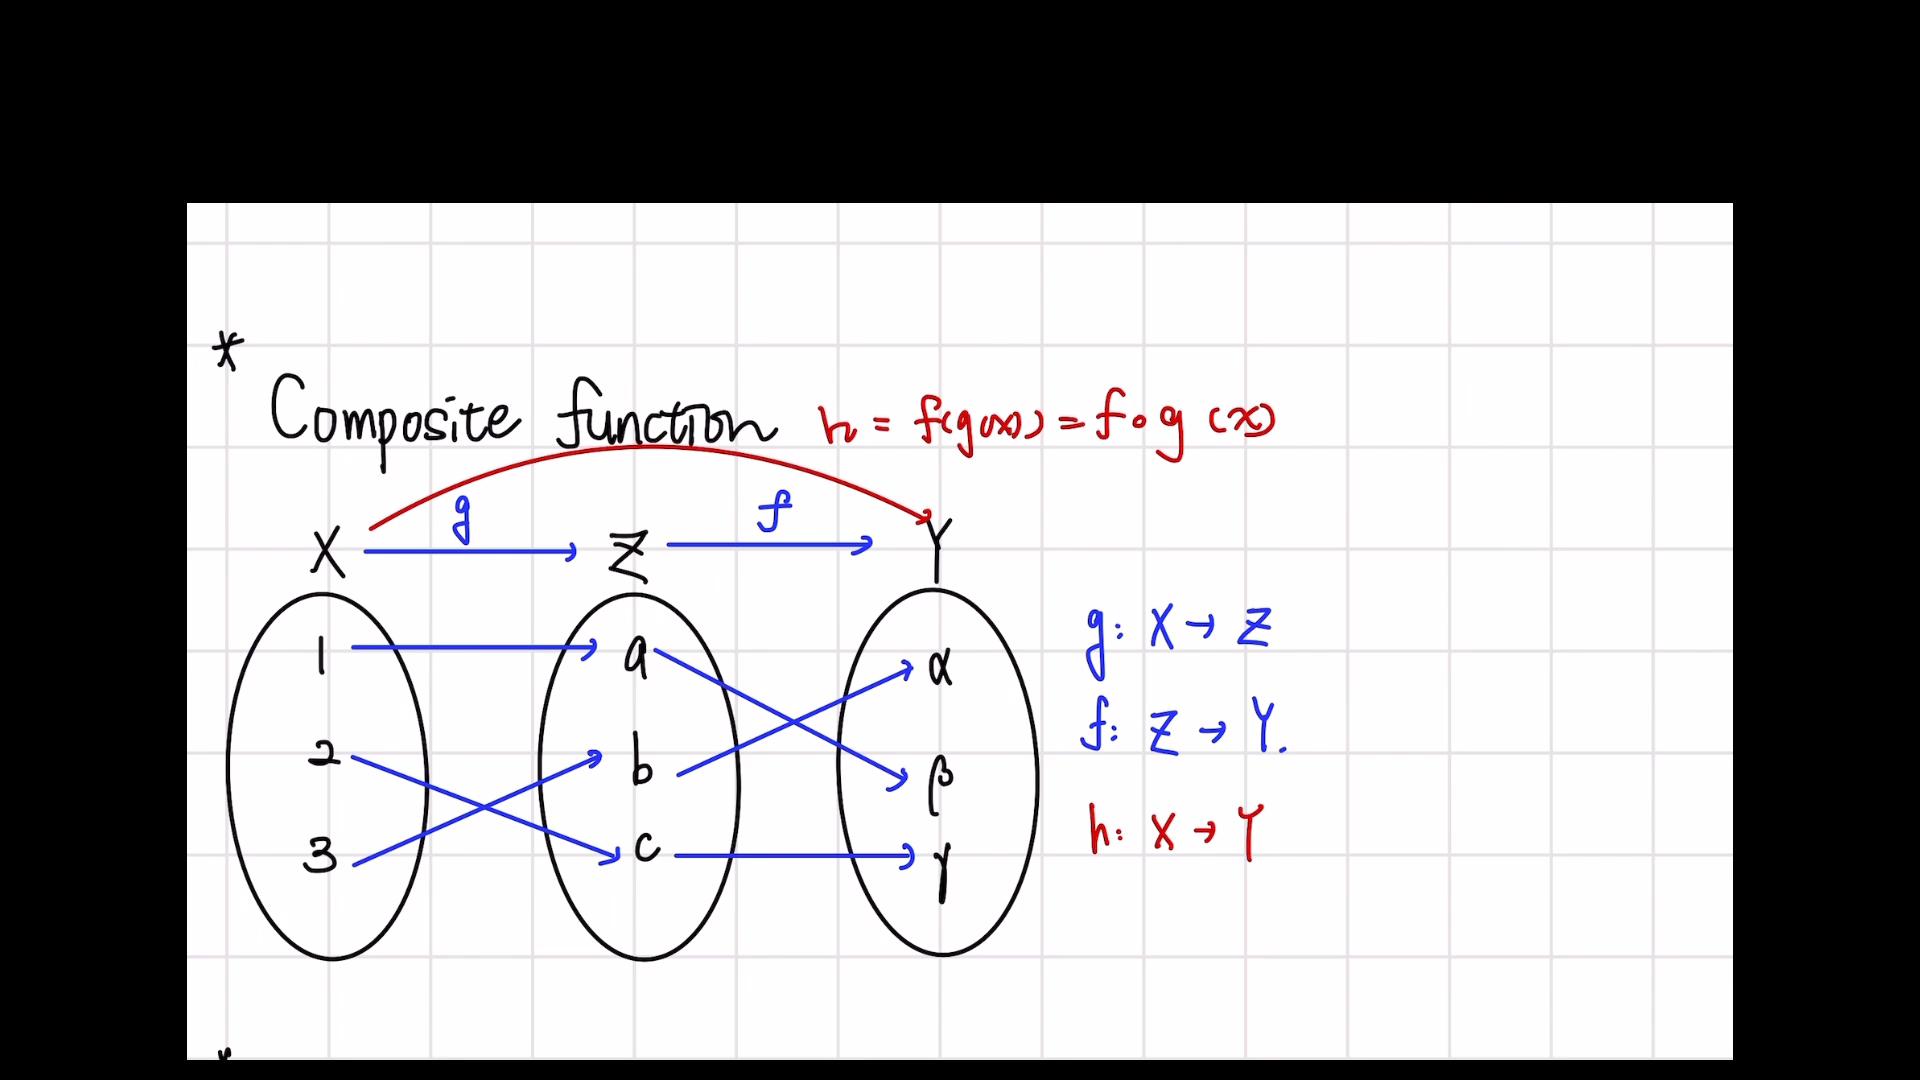 *
Composite function h = f(g(x)) = f∘g (x)
g f
X Z Y
1 a α
2 b β
3 c γ
g: X → Z
f: Z → Y.
h: X → Y